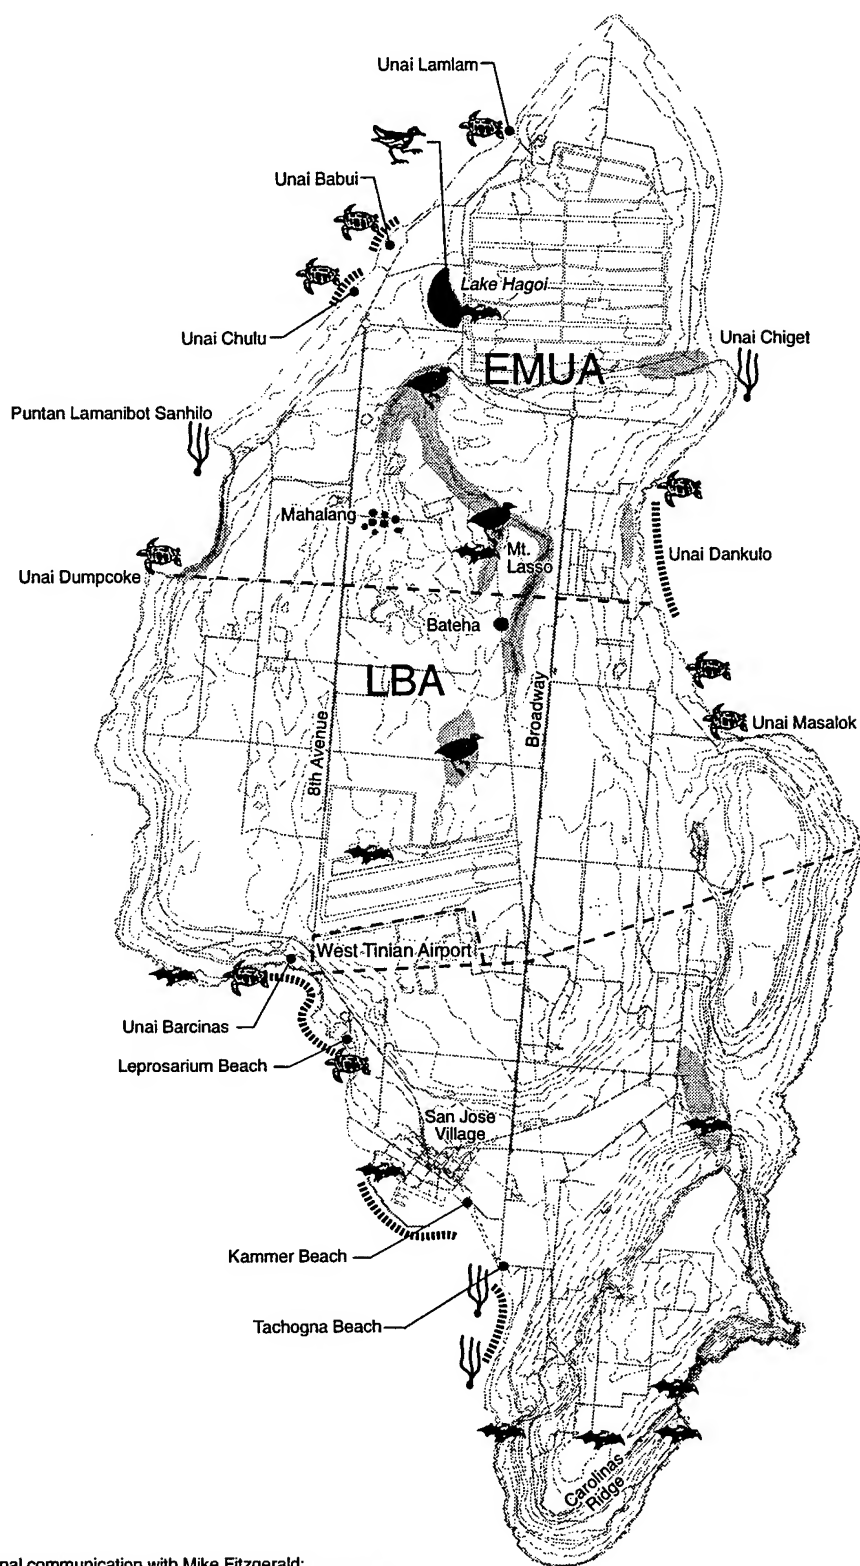 Unai Lamlam
Unai Babui
Lake Hagoi
Unai Chulu
Unai Chiget
EMUA
Puntan Lamanibot Sanhilo
Mahalang
Mt.
Lasso
Unai Dankulo
Unai Dumpcoke
Bateha
LBA
Broadway
8th Avenue
Unai Masalok
West Tinian Airport
Unai Barcinas
Leprosarium Beach
San Jose
Village
Kammer Beach
Tachogna Beach
Carolinas
Ridge
communication with Mike Fitzgerald: